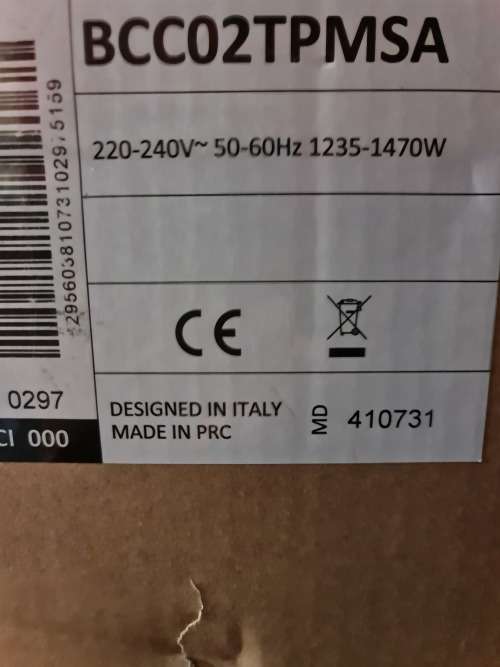 BCC02TPMSA
220-240V~ 50-60Hz 1235-1470W
CE
DESIGNED IN ITALY
MADE IN PRC
MD 410731
0297
CI 000